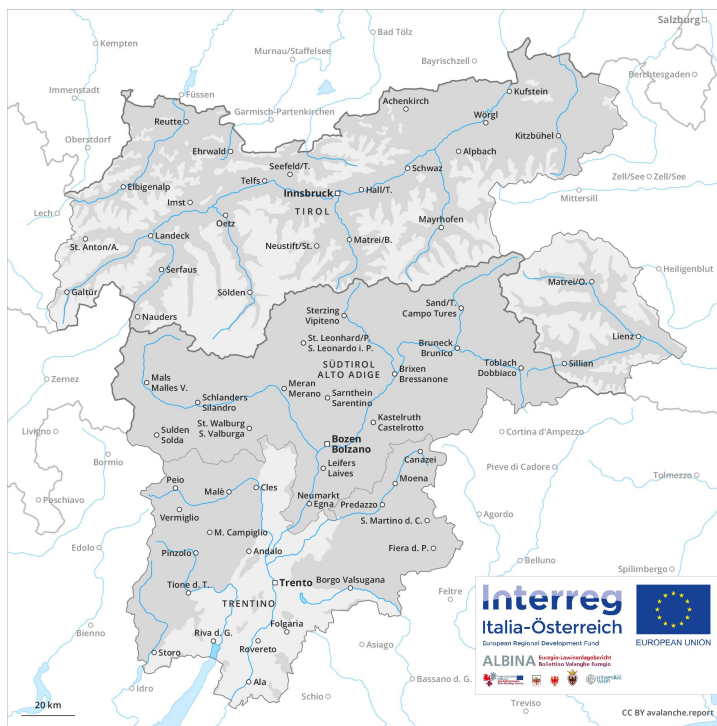 Salzburg
Bad Tölz
Kempten
Murnau/Staffelsee
Bayrischzell
Berchtesgaden
Immenstadt
Füssen
Kufstein
Achenkirch
Garmisch-Partenkirchen
Reutte
Wörgl
Oberstdorf
Kitzbühel
Ehrwald
Alpbach
Seefeld/T.
Schwaz
Zell/See
Zell/See
Telfs
Elbigenalp
Innsbruck
Hall/T.
Mittersill
Imst
TIROL
Lech
Oetz
Mayrhofen
Landeck
Matrei/B.
St. Anton/A.
Neustift/St.
Serfaus
Heiligenblut
Matrei/O.
Galtür
Sölden
Sand/T.
Campo Tures
Nauders
Sterzing
Vipiteno
Lienz
St. Leonhard/P.
S. Leonardo i. P.
Bruneck
Brunico
Toblach
Dobbiaco
Sillian
SÜDTIROL
ALTO ADIGE
Brixen
Bressanone
Zernez
Mals
Malles V.
Meran
Merano
Sarnthein
Sarentino
Schlanders
Silandro
Kastelruth
Castelrotto
St. Walburg
S. Valburga
Livigno
Sulden
Solda
Cortina d'Ampezzo
Bozen
Bolzano
Bormio
Canazei
Pieve di Cadore
Leifers
Laives
Tolmezzo
Peio
Malè
Cles
Moena
Poschiavo
Neumarkt
Egna
Predazzo
Vermiglio
Agordo
S. Martino d. C.
M. Campiglio
Edolo
Pinzolo
Andalo
Fiera d. P.
Belluno
Spilimbergo
Tione d. T.
Trento
Borgo Valsugana
Feltre
TRENTINO
Folgaria
Bienno
Riva d. G.
Rovereto
Asiago
Storo
Bassano d. G.
Ala
Idro
Schio
Treviso
20 km
Interreg
Italia-Österreich
European Regional Development Fund
EUROPEAN UNION
ALBINA
Euregio-Lawinenlagebericht
Bollettino Valanghe Euregio
universität
wien
CC BY avalanche.report